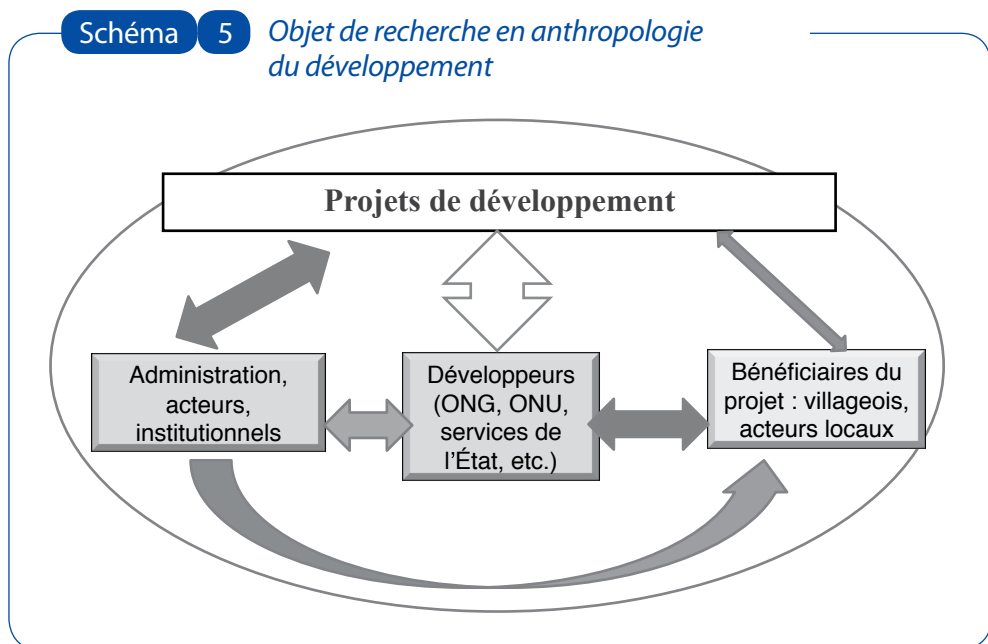 Schéma 5 Objet de recherche en anthropologie
du développement
Projets de développement
Administration,
acteurs,
institutionnels
Développeurs
(ONG, ONU,
services de
l'État, etc.)
Bénéficiaires du
projet : villageois,
acteurs locaux